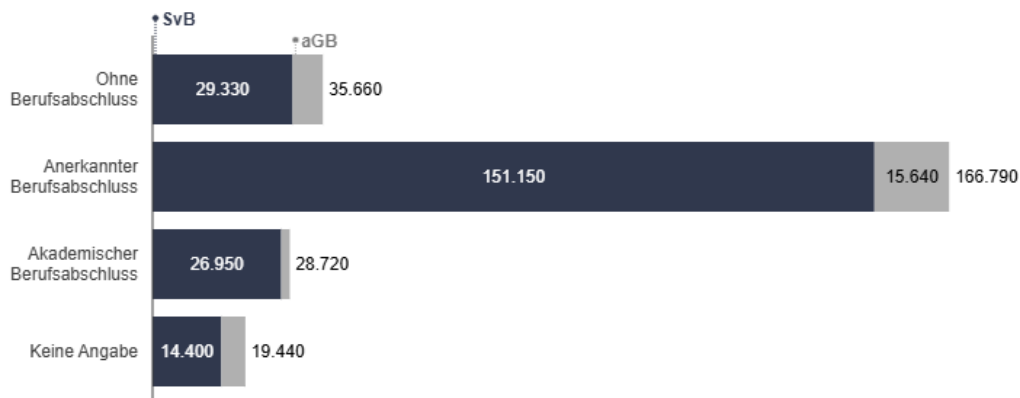 SvB
aGB
Ohne
Berufsabschluss
29.330
35.660
Anerkannter
Berufsabschluss
151.150
15.640
166.790
Akademischer
Berufsabschluss
26.950
28.720
Keine Angabe
14.400
19.440